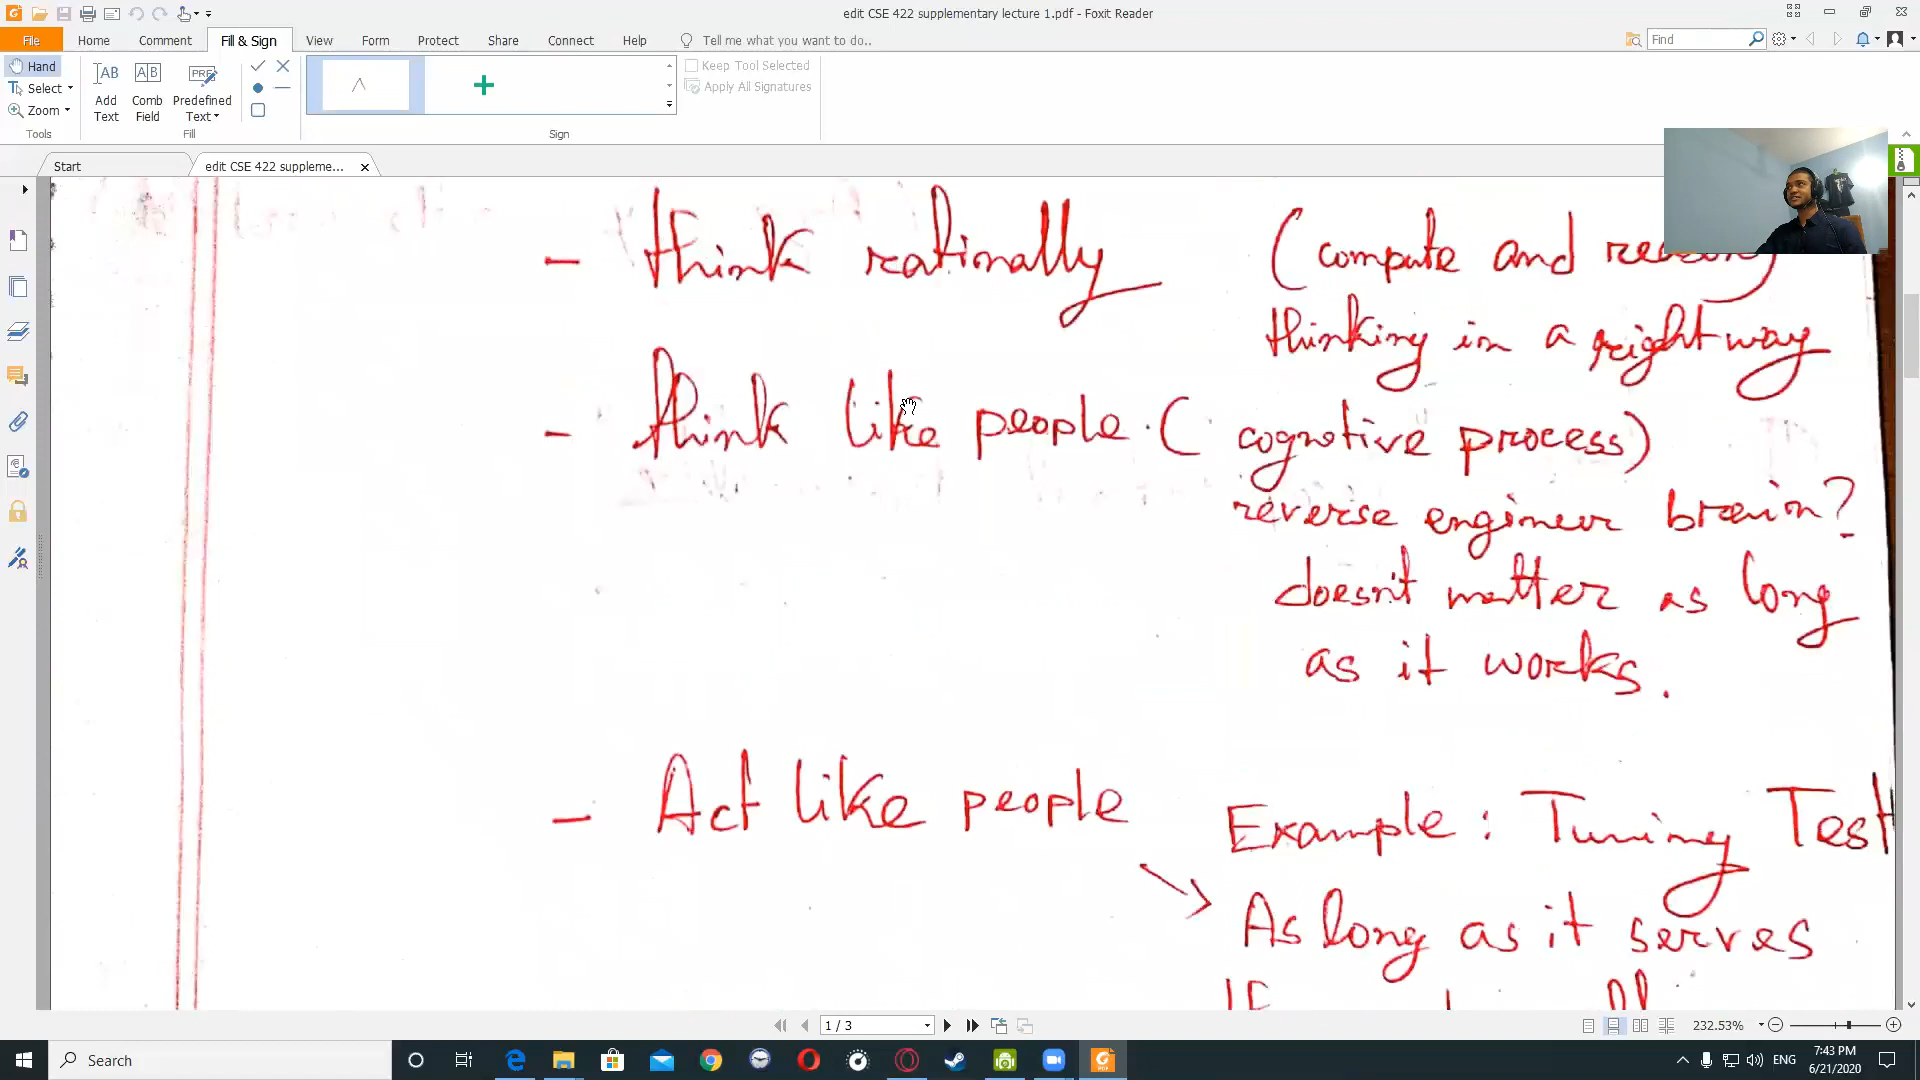 edit CSE 422 supplementary lecture 1.pdf - Foxit Reader
File Home Comment Fill & Sign View Form Protect Share Connect Help Tell me what you want to do.. Find
Hand
Select
Zoom
Tools
Add Text
Comb Field
Predefined Text
Fill
Sign
Keep Tool Selected
Apply All Signatures
Start
edit CSE 422 suppleme...
- think rationally (compute and reason)
thinking in a right way
- think like people (cognotive process)
reverse engineer brain?
doesn't matter as long
as it works.
- Act like people Example: Turing Test
As long as it serves
1 / 3
232.53%
Search
ENG
7:43 PM
6/21/2020